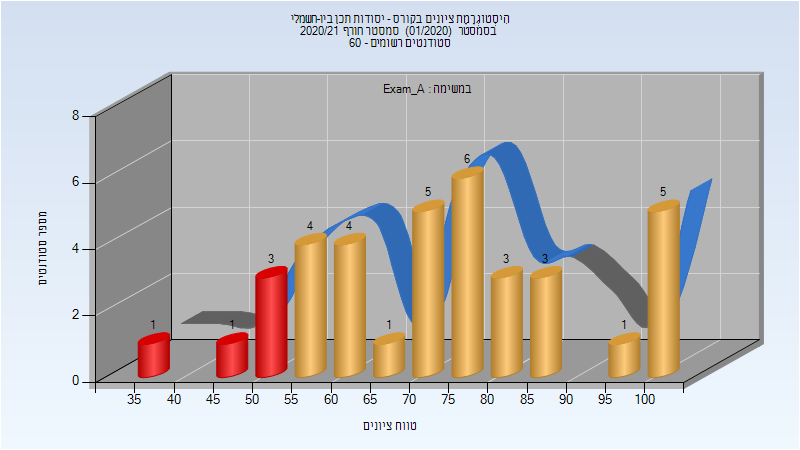 היסטוגרמת ציונים בקורס - יסודות תכן ביו-חשמלי
בסמסטר (01/2020) סמסטר חורף 2020/21
סטודנטים רשומים - 60
במשימה : Exam_A
מספר סטודנטים
8
6
4
2
0
1
1
3
4
4
1
5
6
3
3
1
5
35 40 45 50 55 60 65 70 75 80 85 90 95 100
טווח ציונים